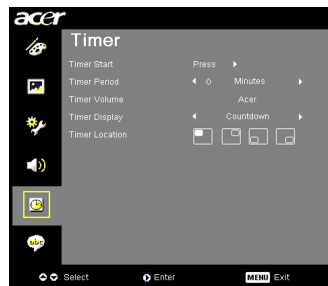 acer
Timer
Timer Start Press
Timer Period 0 Minutes
Timer Volume Acer
Timer Display Countdown
Timer Location
abc
Select Enter MENU Exit